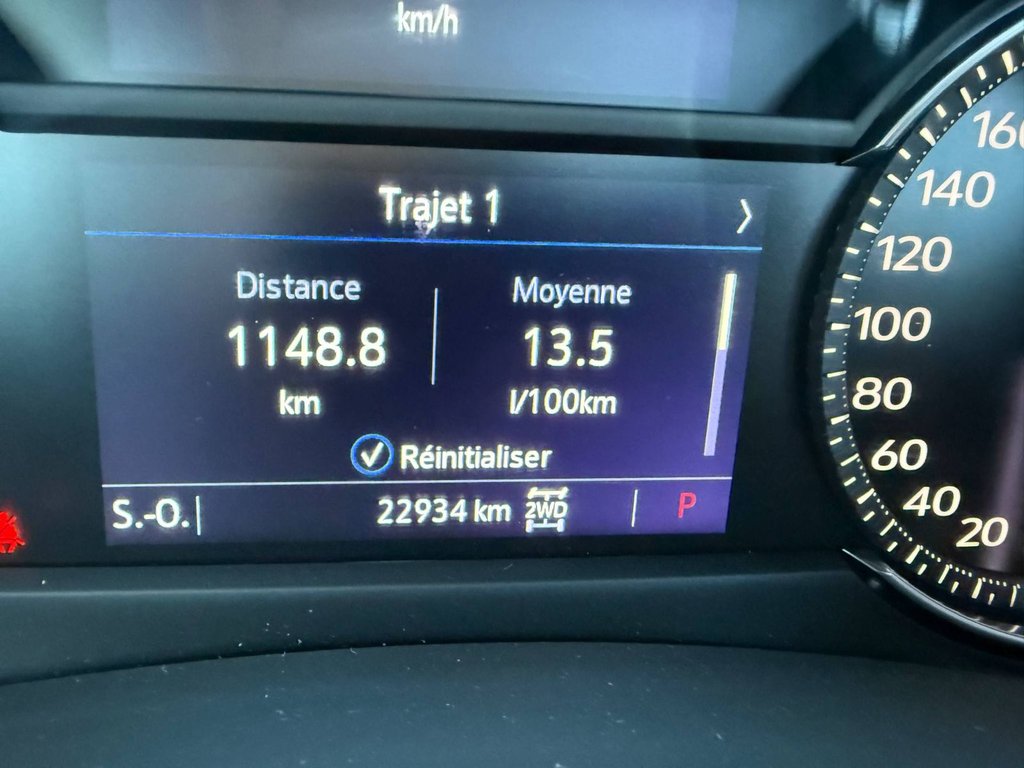 km/h
Trajet 1 >
Distance Moyenne
1148.8 13.5
km l/100km
Réinitialiser
S.-O. 22934 km 2WD P
160
140
120
100
80
60
40
20